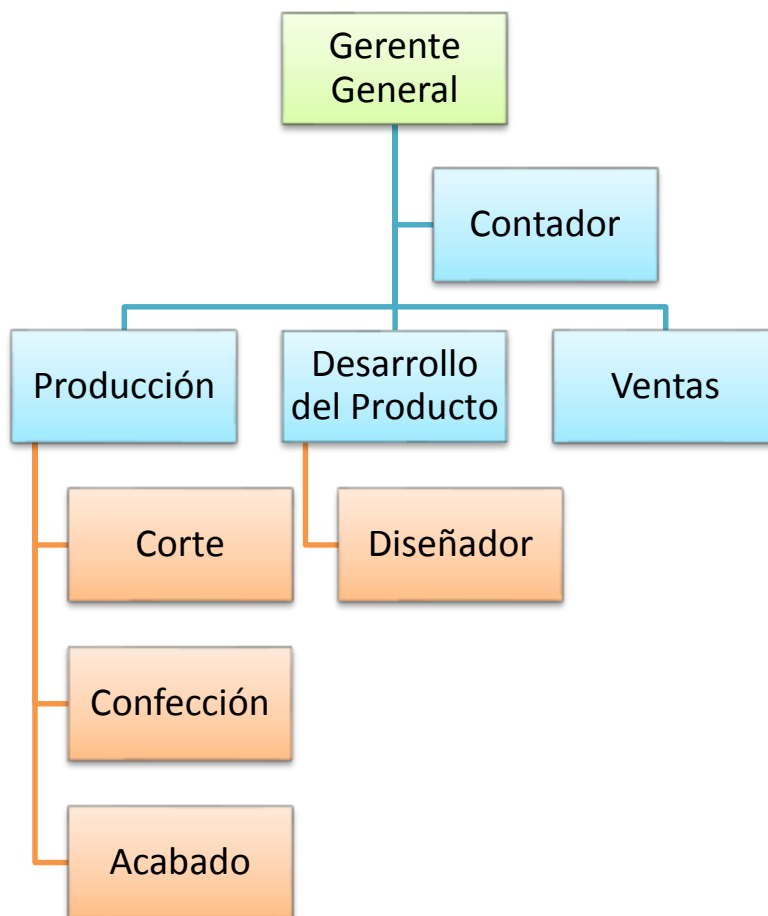 Gerente
General
Contador
Producción
Desarrollo
del Producto
Ventas
Corte
Diseñador
Confección
Acabado